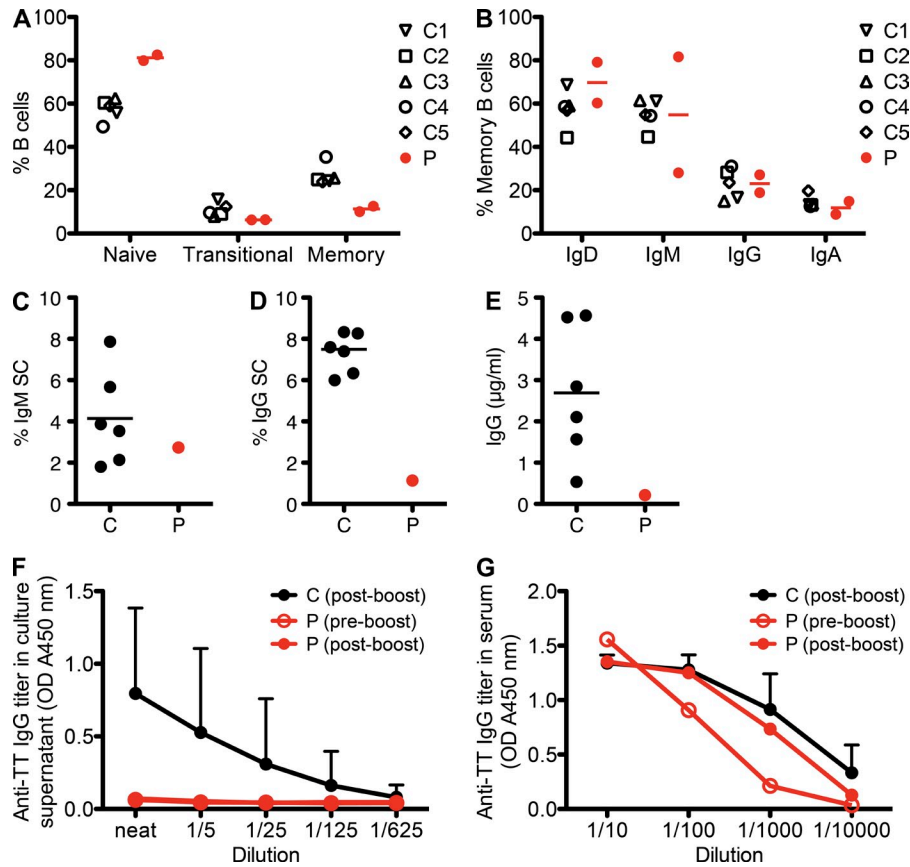 A
% B cells
100
80
60
40
20
0
Naive Transitional Memory
C1
C2
C3
C4
C5
P
B
% Memory B cells
100
80
60
40
20
0
IgD IgM IgG IgA
C1
C2
C3
C4
C5
P
C
% IgM SC
10
8
6
4
2
0
C P
D
% IgG SC
10
8
6
4
2
0
C P
E
IgG (µg/ml)
5
4
3
2
1
0
C P
F
Anti-TT IgG titer in culture
supernatant (OD A450 nm)
1.5
1.0
0.5
0.0
neat 1/5 1/25 1/125 1/625
Dilution
C (post-boost)
P (pre-boost)
P (post-boost)
G
Anti-TT IgG titer in serum
(OD A450 nm)
2.0
1.5
1.0
0.5
0.0
1/10 1/100 1/1000 1/10000
Dilution
C (post-boost)
P (pre-boost)
P (post-boost)